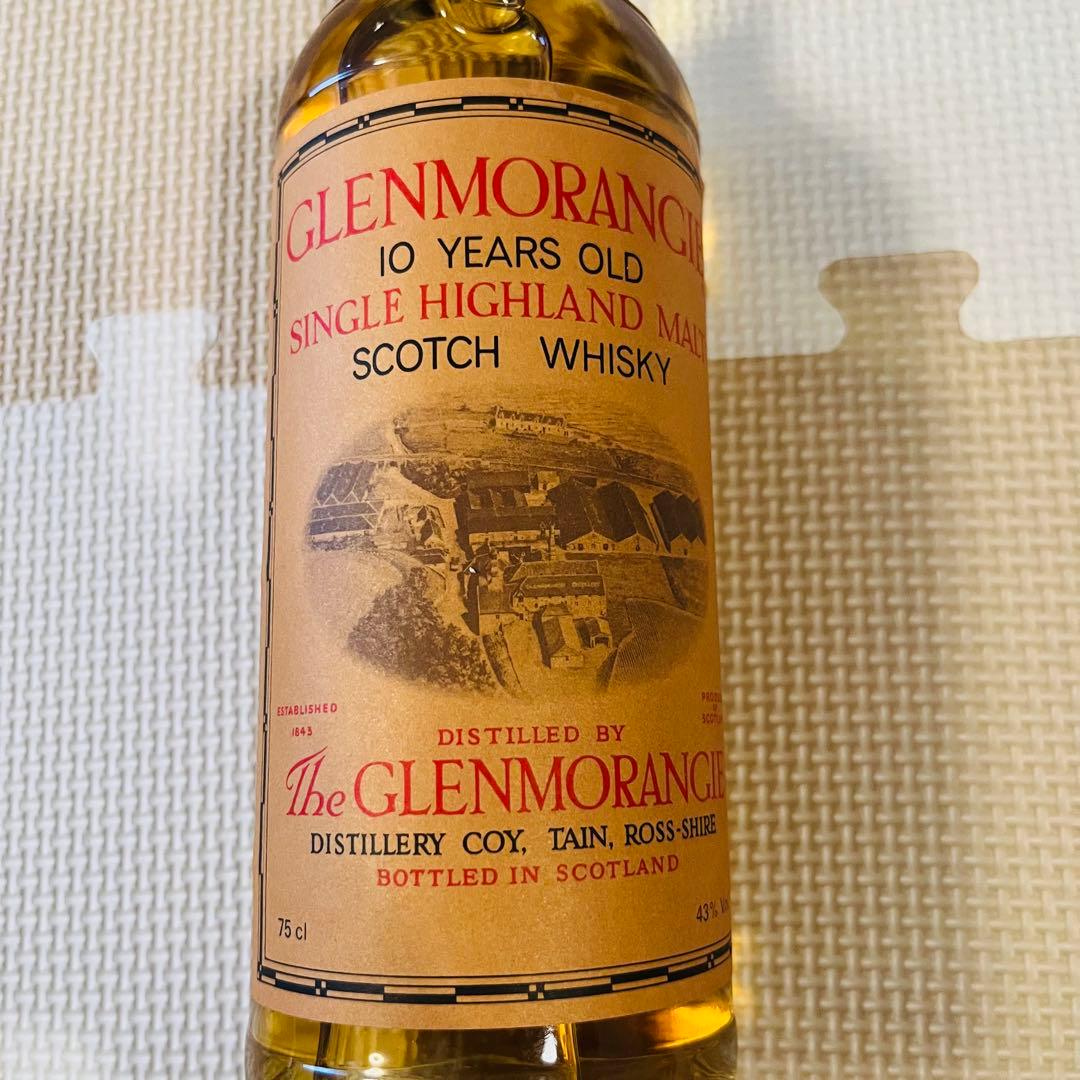 GLENMORANGIE
10 YEARS OLD
SINGLE HIGHLAND MALT
SCOTCH WHISKY
ESTABLISHED
1843
DISTILLED BY
The GLENMORANGIE
DISTILLERY COY, TAIN, ROSS-SHIRE
BOTTLED IN SCOTLAND
75 cl
43%